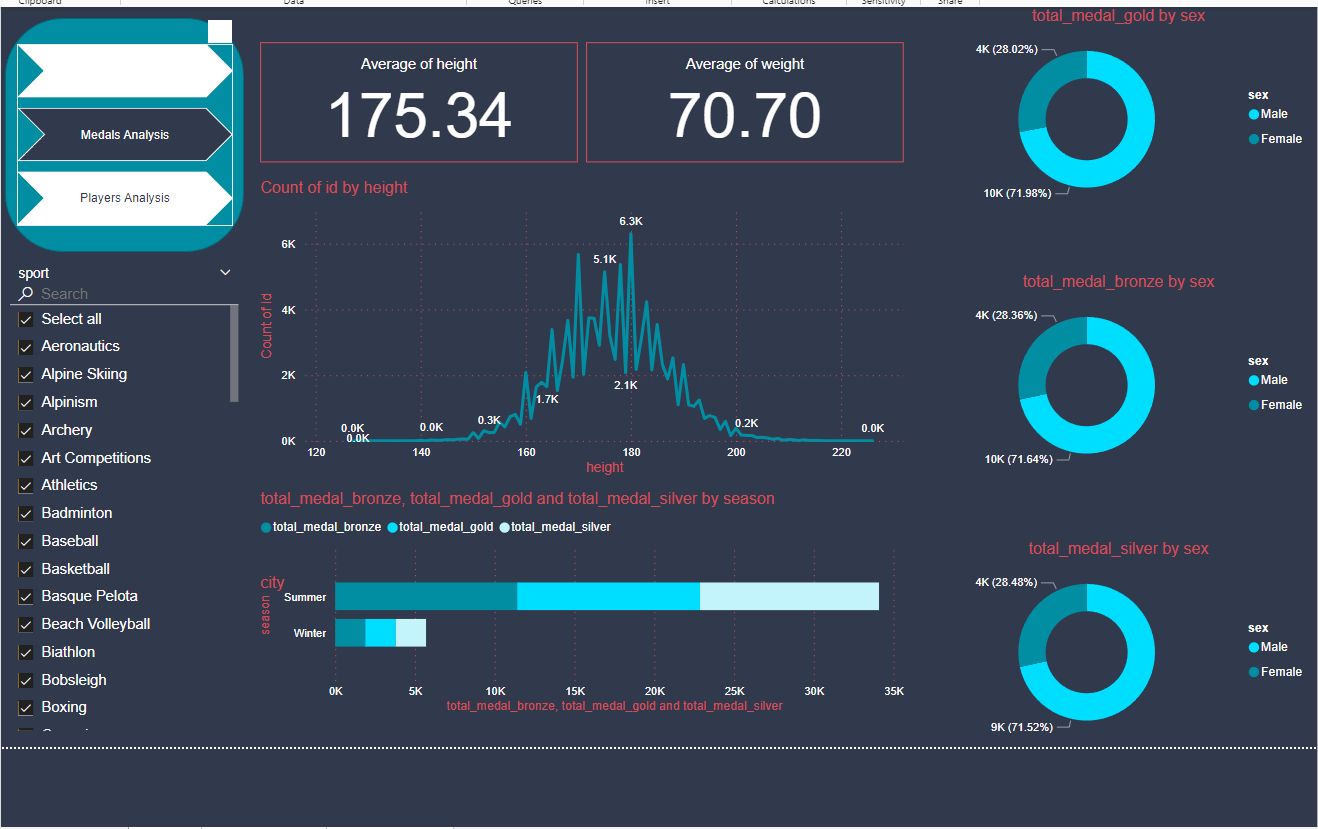 Clipboard
Data
Queries
Insert
Calculations
Sensitivity
Share
Medals Analysis
Players Analysis
sport
Search
Select all
Aeronautics
Alpine Skiing
Alpinism
Archery
Art Competitions
Athletics
Badminton
Baseball
Basketball
Basque Pelota
Beach Volleyball
Biathlon
Bobsleigh
Boxing
Average of height
175.34
Average of weight
70.70
Count of id by height
Count of id
6K
4K
2K
0K
0.0K
0.0K
0.0K
0.3K
1.7K
5.1K
6.3K
2.1K
0.2K
0.0K
120
140
160
180
200
220
height
total_medal_bronze, total_medal_gold and total_medal_silver by season
total_medal_bronze total_medal_gold total_medal_silver
city
season
Summer
Winter
0K
5K
10K
15K
20K
25K
30K
35K
total_medal_bronze, total_medal_gold and total_medal_silver
total_medal_gold by sex
4K (28.02%)
10K (71.98%)
sex
Male
Female
total_medal_bronze by sex
4K (28.36%)
10K (71.64%)
sex
Male
Female
total_medal_silver by sex
4K (28.48%)
9K (71.52%)
sex
Male
Female